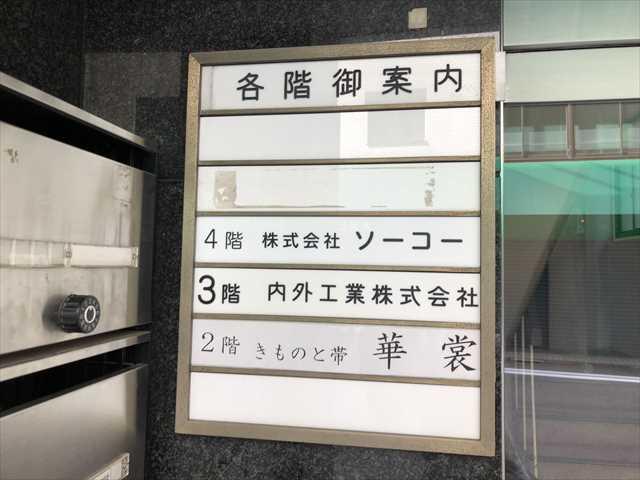 各階御案内
4階 株式会社 ソーコー
3階 内外工業株式会社
2階 きものと帯 華裳